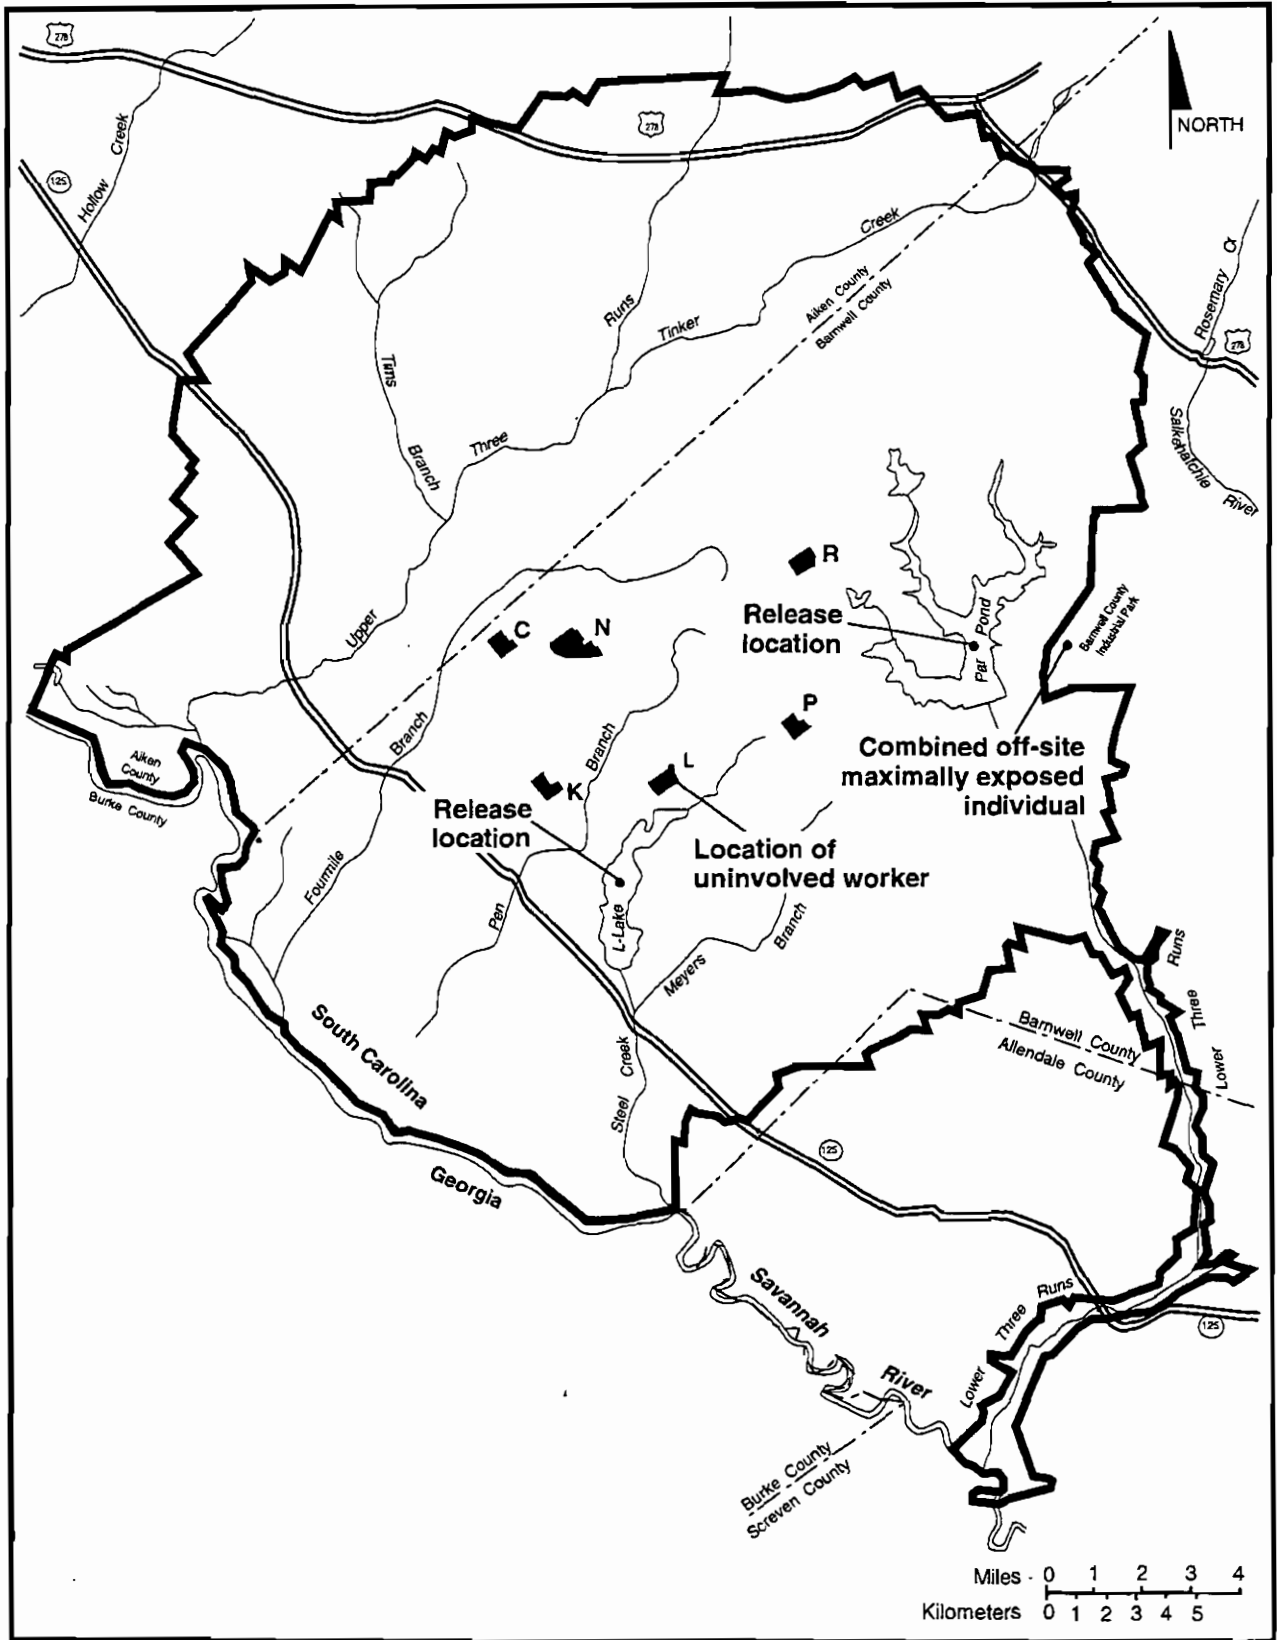 278
NORTH
Hollow Creek
125
278
Creek
Aiken County
Barnwell County
Rosemary Cr
278
Runs
Tinker
Tims
Branch
Three
Salkehatchie
River
R
Release
location
Par Pond
Barnwell County
Industrial Park
C
N
Upper
P
Branch
Branch
Combined off-site
maximally exposed
individual
Aiken
County
Burke County
L
K
Release
location
Location of
uninvolved worker
Fourmile
Pen
L-Lake
Meyers
Branch
Runs
Three
Lower
South Carolina
Barnwell County
Allendale County
Steel Creek
125
Georgia
Savannah
River
Lower Three Runs
125
Burke County
Screven County
Miles 0 1 2 3 4
Kilometers 0 1 2 3 4 5